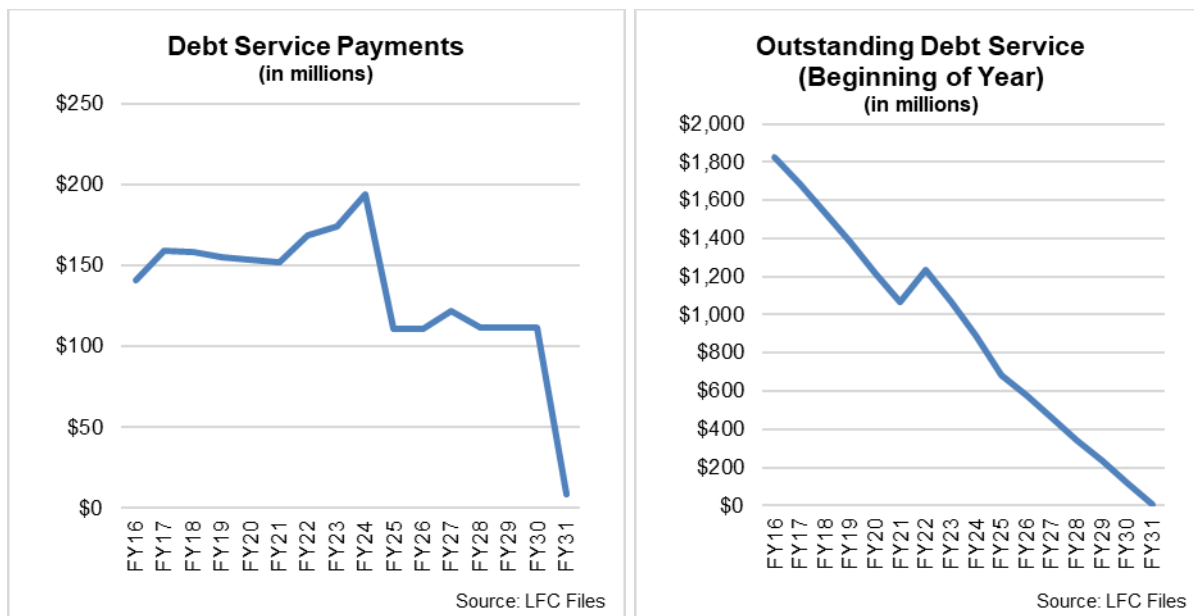 Debt Service Payments
(in millions)
$250
$200
$150
$100
$50
$0
FY16
FY17
FY18
FY19
FY20
FY21
FY22
FY23
FY24
FY25
FY26
FY27
FY28
FY29
FY30
FY31
Source: LFC Files
Outstanding Debt Service
(Beginning of Year)
(in millions)
$2,000
$1,800
$1,600
$1,400
$1,200
$1,000
$800
$600
$400
$200
$0
FY16
FY17
FY18
FY19
FY20
FY21
FY22
FY23
FY24
FY25
FY26
FY27
FY28
FY29
FY30
FY31
Source: LFC Files